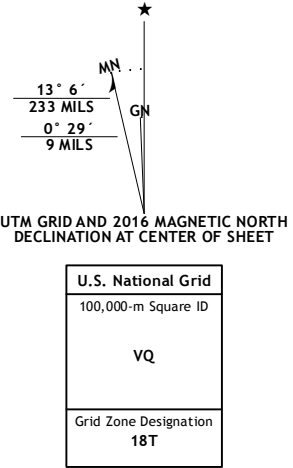 MN
GN
13° 6´
233 MILS
0° 29´
9 MILS
UTM GRID AND 2016 MAGNETIC NORTH
DECLINATION AT CENTER OF SHEET
U.S. National Grid
100,000-m Square ID
VQ
Grid Zone Designation
18T